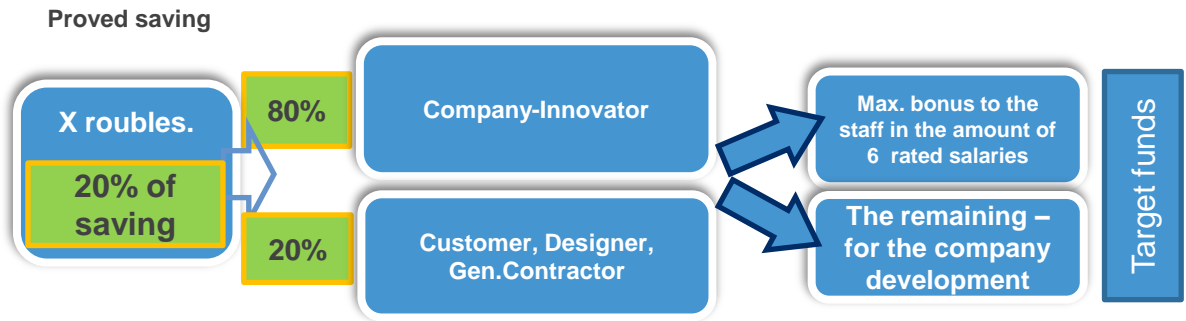 Proved saving
X roubles.
20% of
saving
80%
20%
Company-Innovator
Customer, Designer,
Gen.Contractor
Max. bonus to the
staff in the amount of
6 rated salaries
The remaining –
for the company
development
Target funds